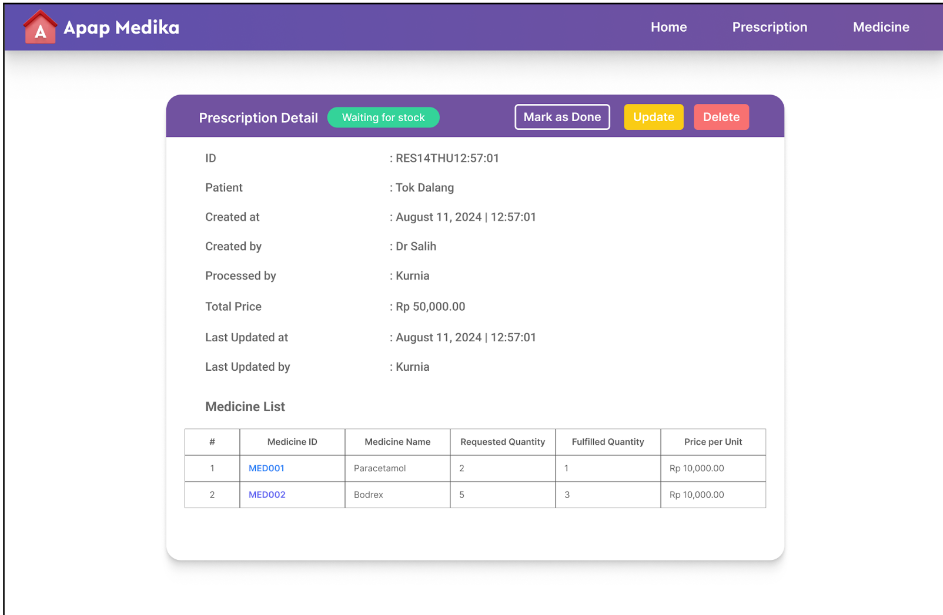 A Apap Medika Home Prescription Medicine
Prescription Detail Waiting for stock Mark as Done Update Delete
ID : RES14THU12:57:01
Patient : Tok Dalang
Created at : August 11, 2024 | 12:57:01
Created by : Dr Salih
Processed by : Kurnia
Total Price : Rp 50,000.00
Last Updated at : August 11, 2024 | 12:57:01
Last Updated by : Kurnia
Medicine List
# Medicine ID Medicine Name Requested Quantity Fulfilled Quantity Price per Unit
1 MED001 Paracetamol 2 1 Rp 10,000.00
2 MED002 Bodrex 5 3 Rp 10,000.00